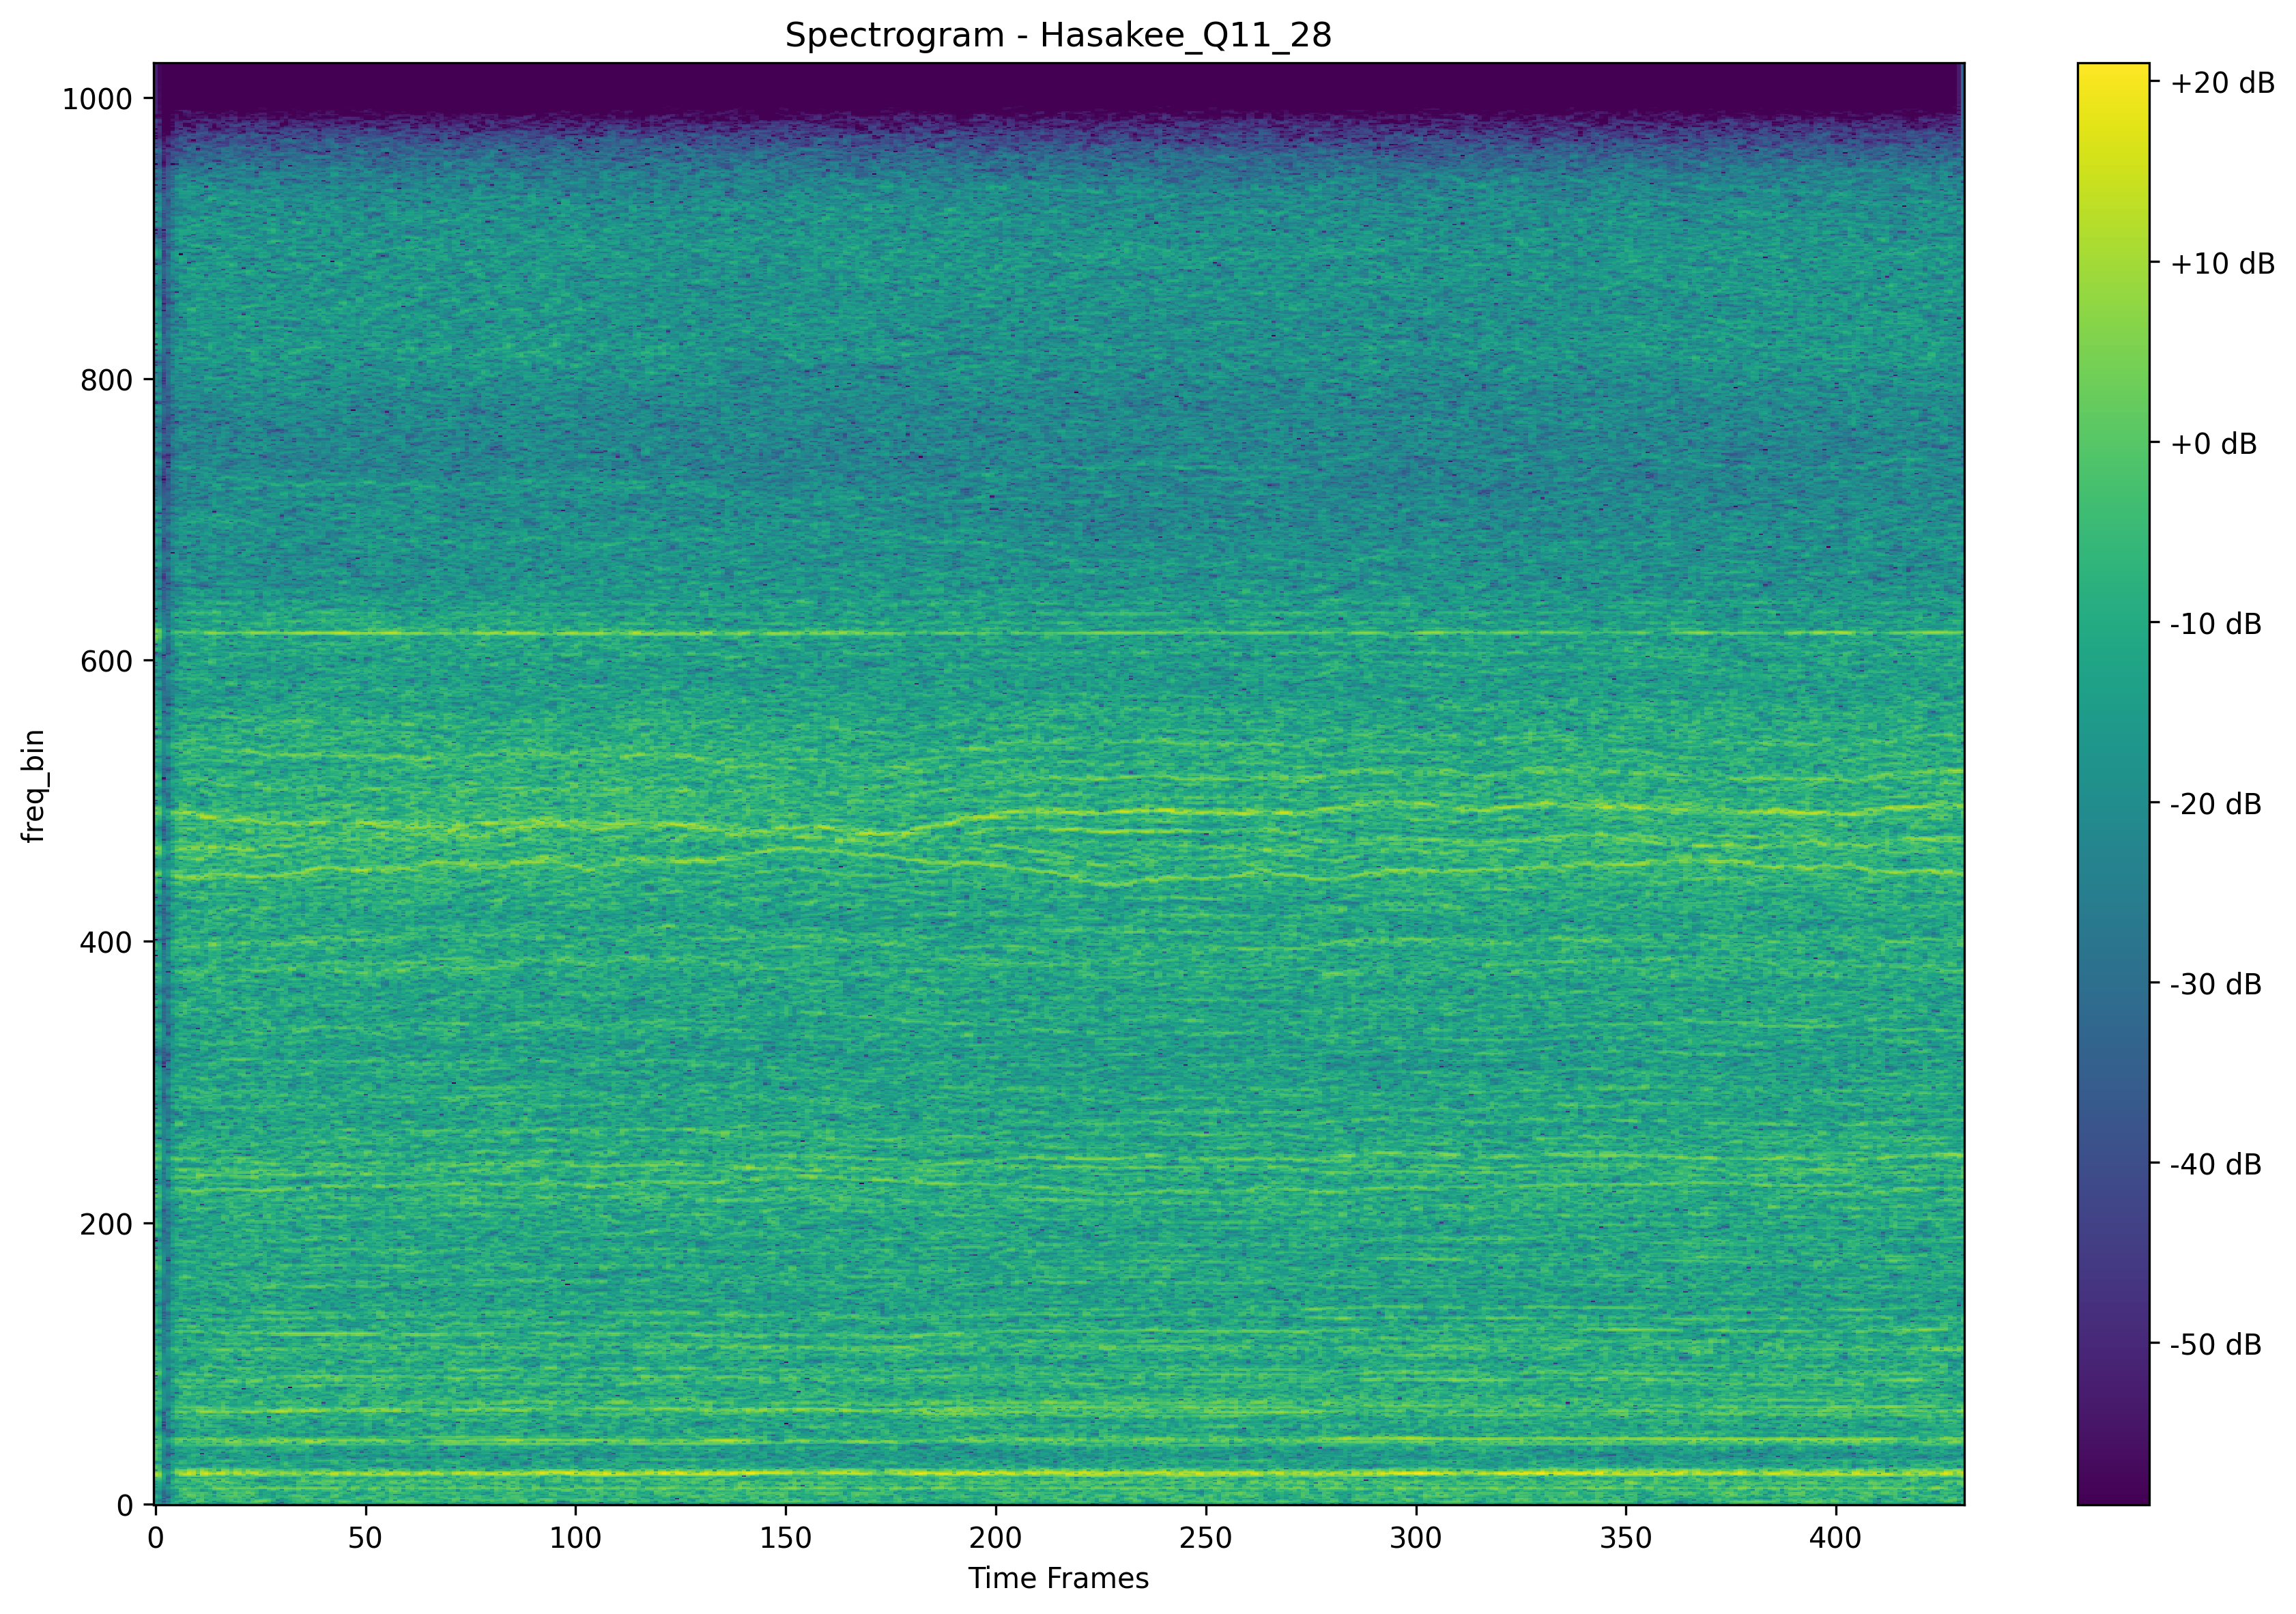 Spectrogram - Hasakee_Q11_28
1000
800
600
400
200
0
freq_bin
0 50 100 150 200 250 300 350 400
Time Frames
+20 dB
+10 dB
+0 dB
-10 dB
-20 dB
-30 dB
-40 dB
-50 dB